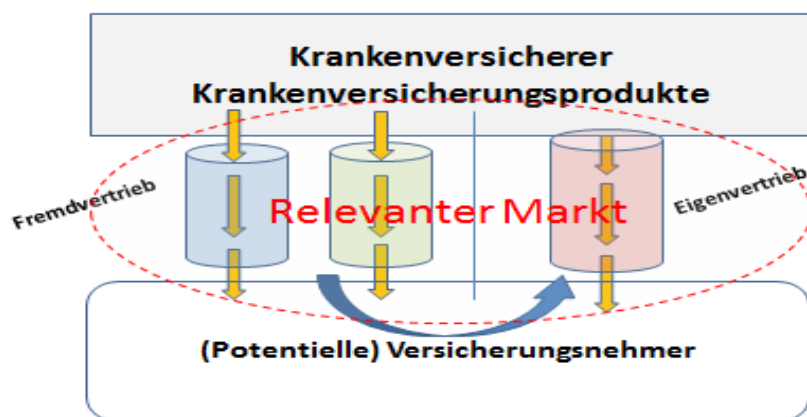 Krankenversicherer
Krankenversicherungsprodukte
Fremdvertrieb
Relevanter Markt
Eigenvertrieb
(Potentielle) Versicherungsnehmer